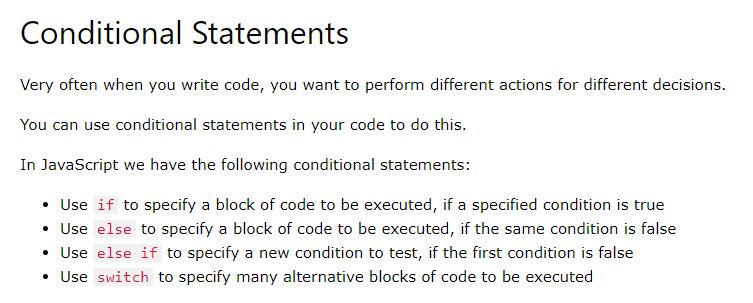 Conditional Statements
Very often when you write code, you want to perform different actions for different decisions.
You can use conditional statements in your code to do this.
In JavaScript we have the following conditional statements:
• Use if to specify a block of code to be executed, if a specified condition is true
• Use else to specify a block of code to be executed, if the same condition is false
• Use else if to specify a new condition to test, if the first condition is false
• Use switch to specify many alternative blocks of code to be executed